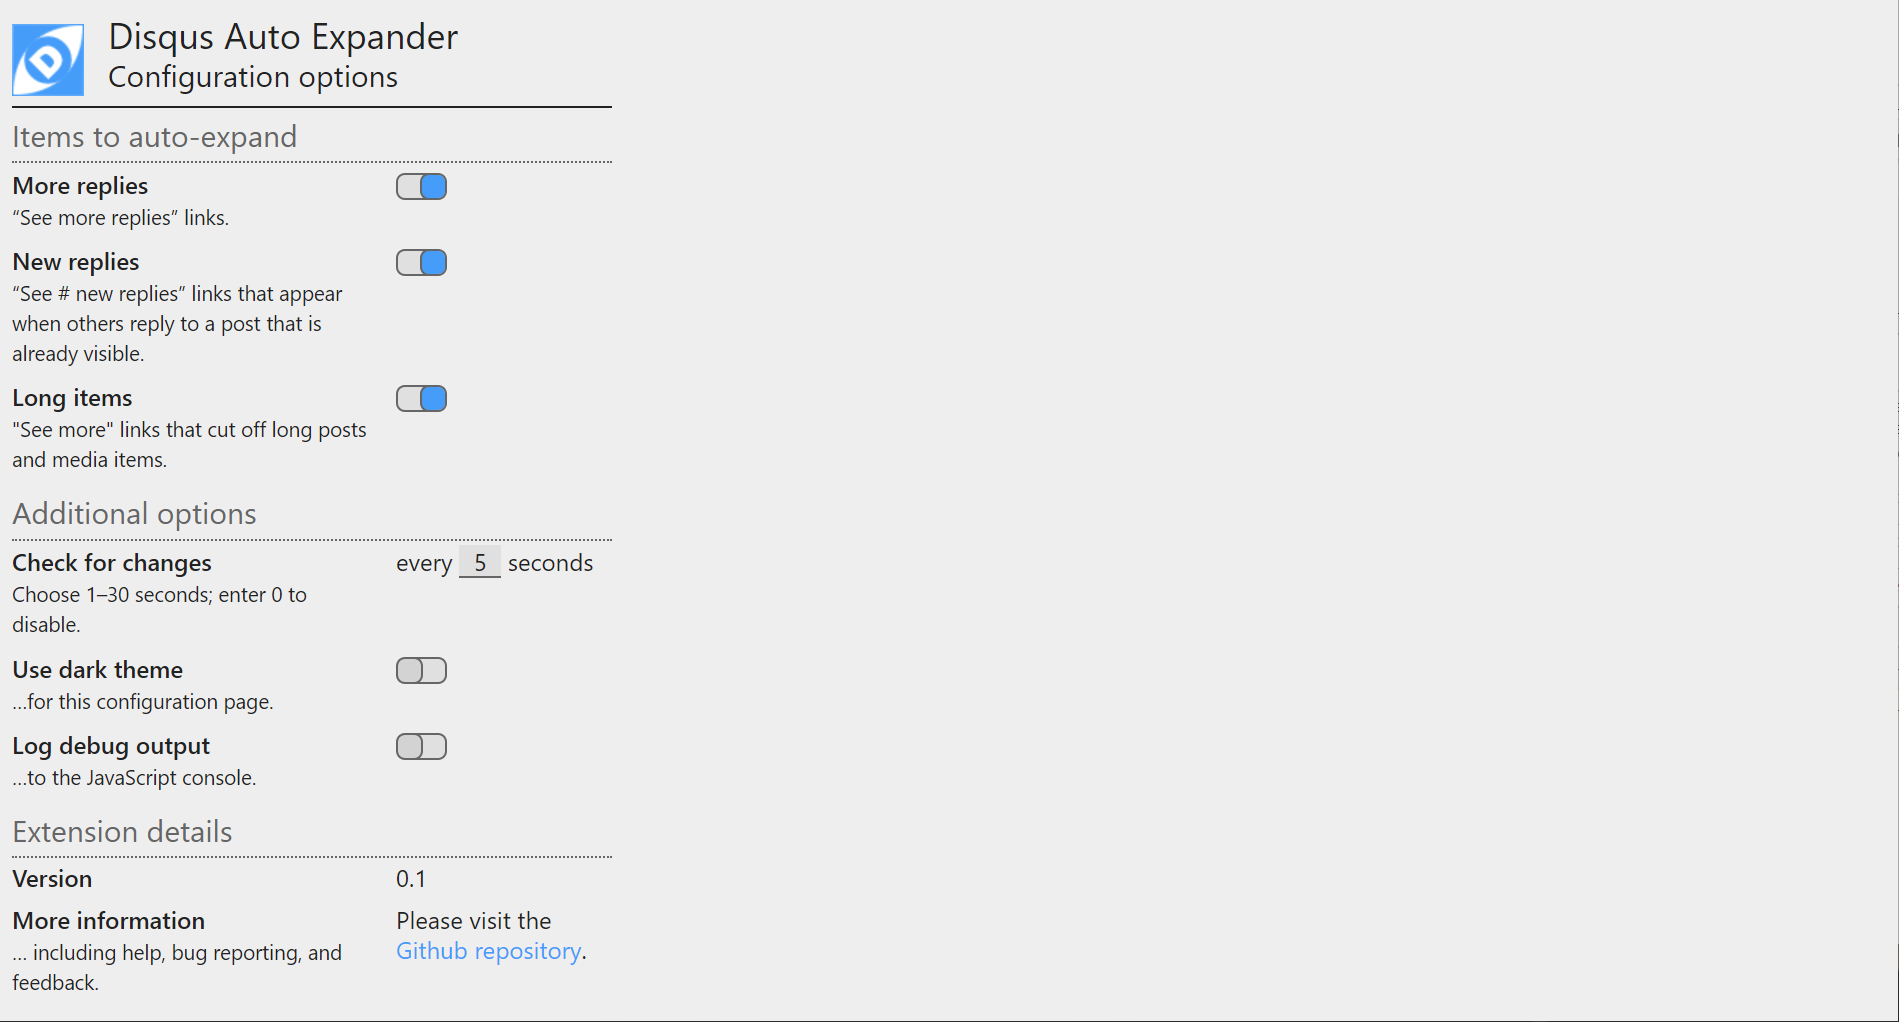 Disqus Auto Expander
Configuration options
Items to auto-expand
More replies
“See more replies” links.
New replies
“See # new replies” links that appear
when others reply to a post that is
already visible.
Long items
"See more" links that cut off long posts
and media items.
Additional options
Check for changes
every 5 seconds
Choose 1–30 seconds; enter 0 to
disable.
Use dark theme
...for this configuration page.
Log debug output
...to the JavaScript console.
Extension details
Version
0.1
More information
Please visit the
Github repository.
... including help, bug reporting, and
feedback.